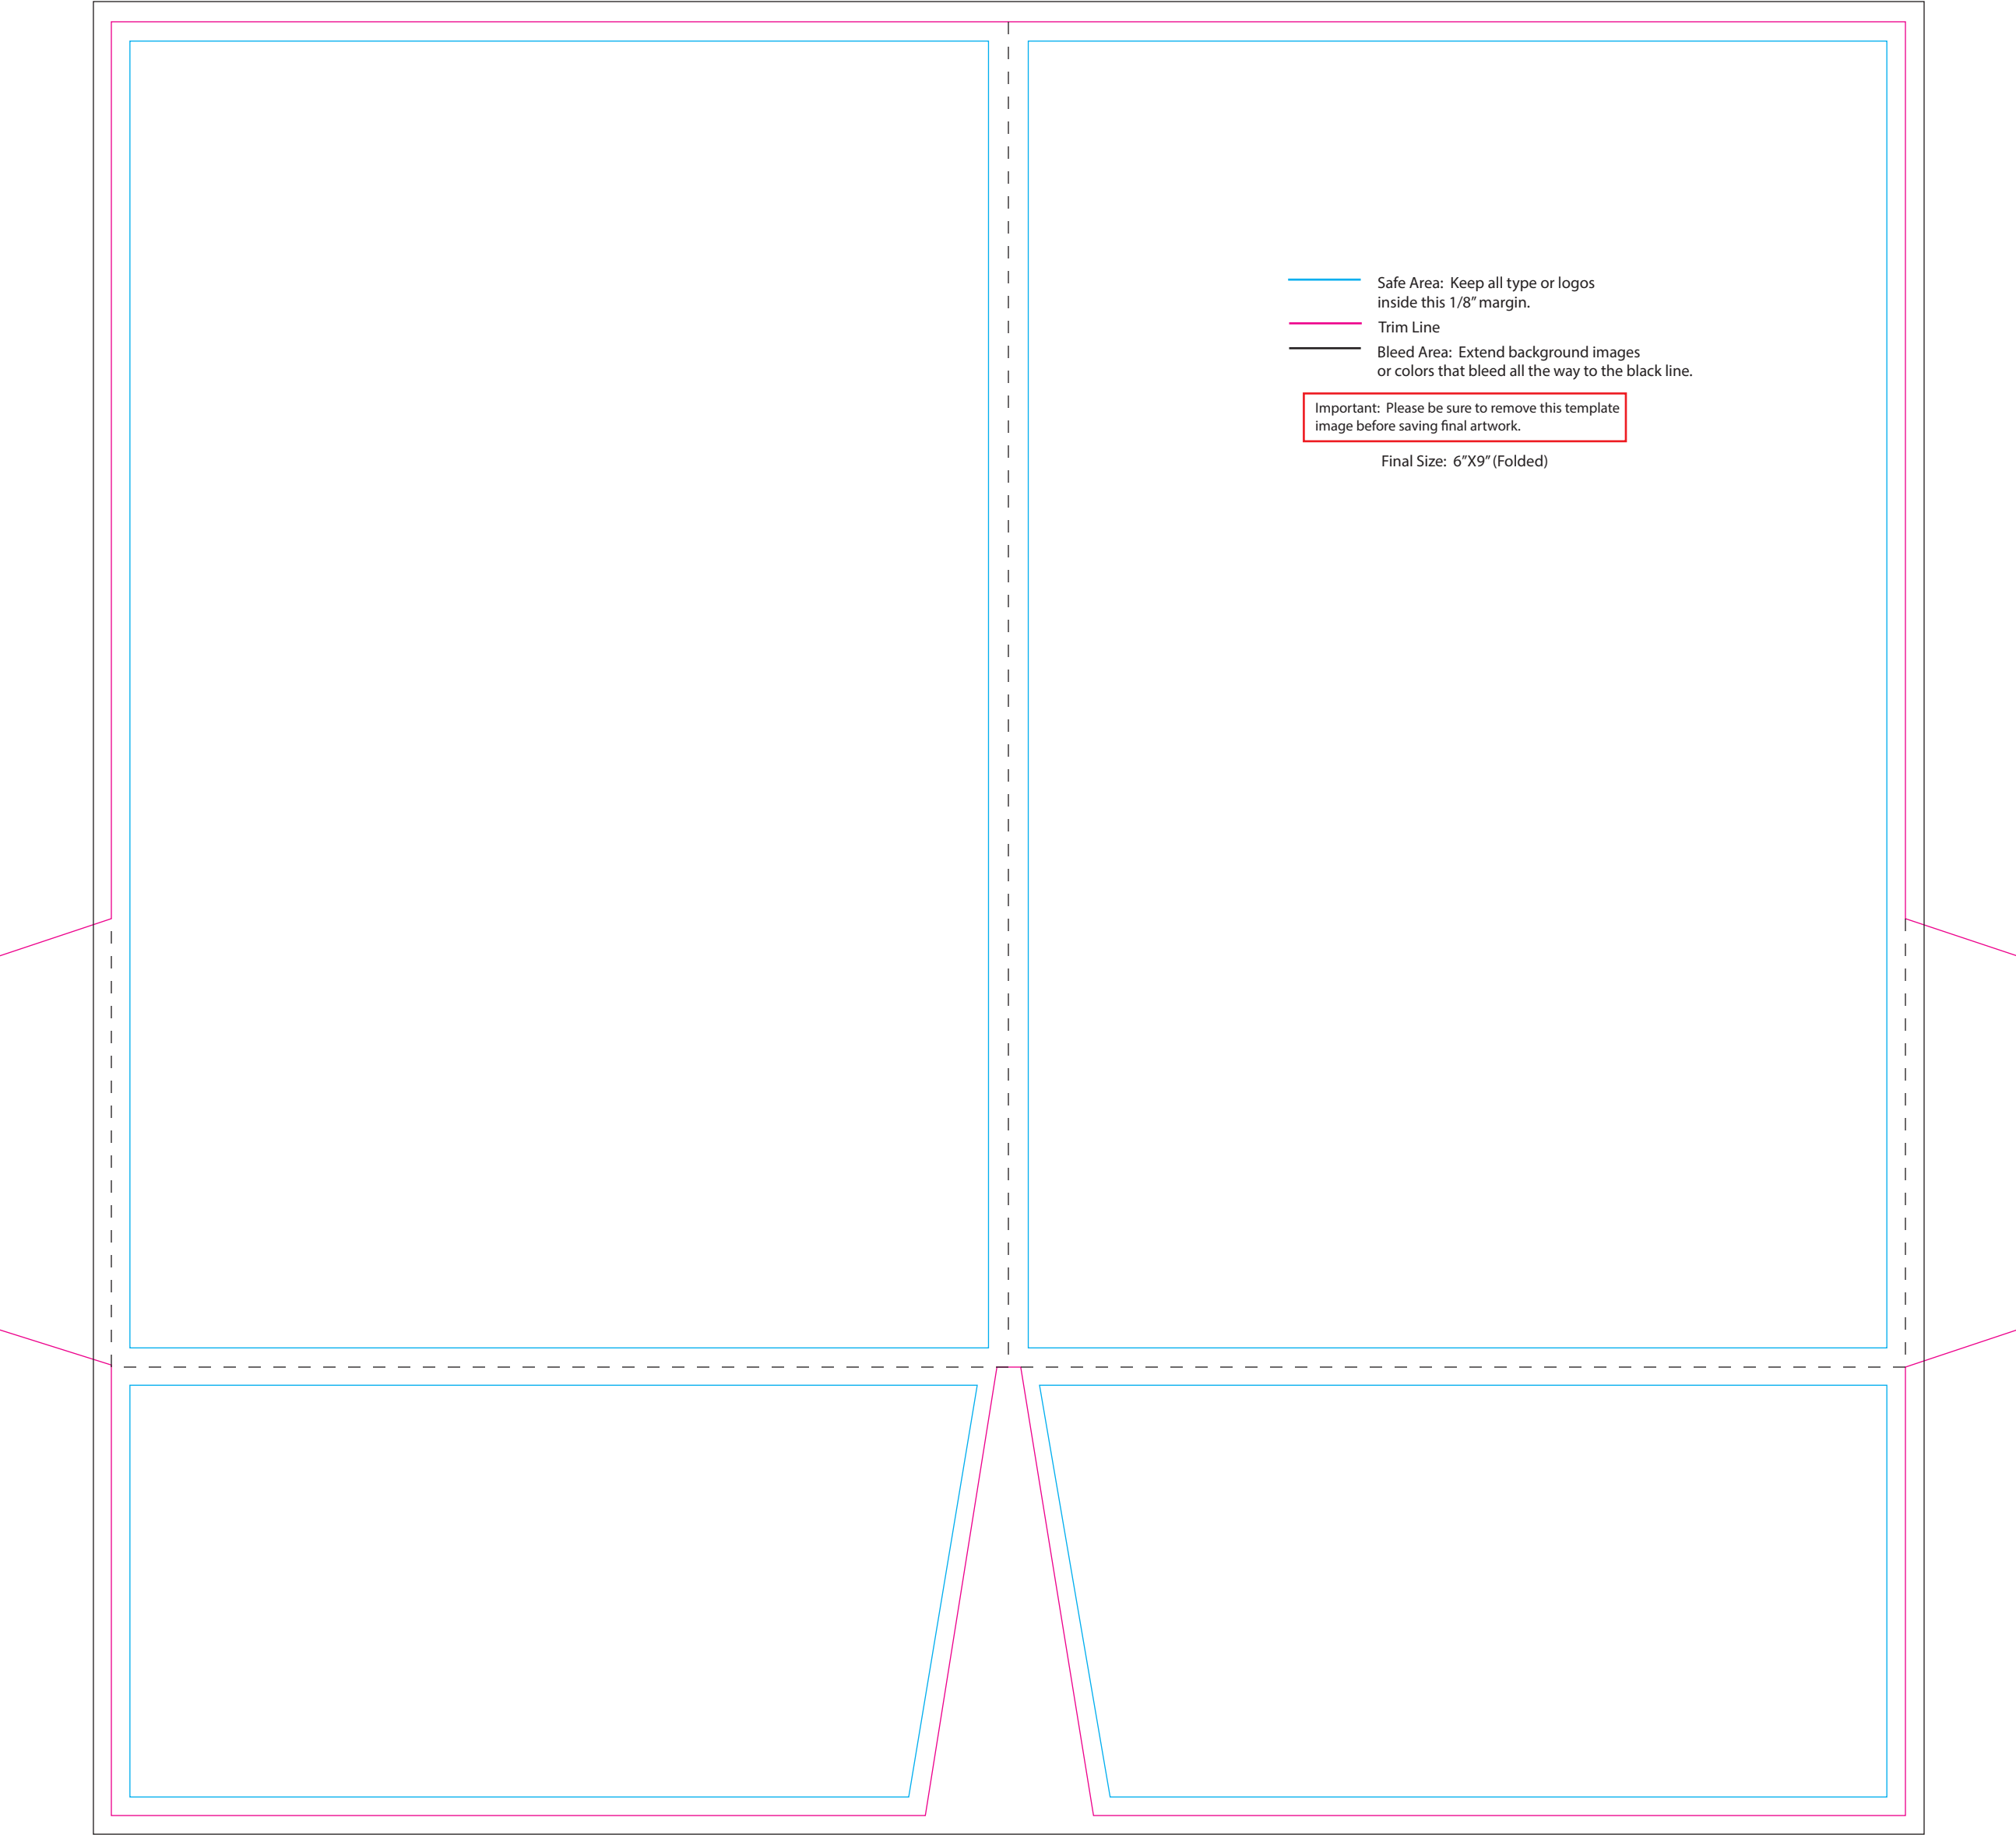 Safe Area:  Keep all type or logos
inside this 1/8” margin.
Trim Line
Bleed Area:  Extend background images
or colors that bleed all the way to the black line.
Important:  Please be sure to remove this template
image before saving final artwork.
Final Size:  6”X9” (Folded)